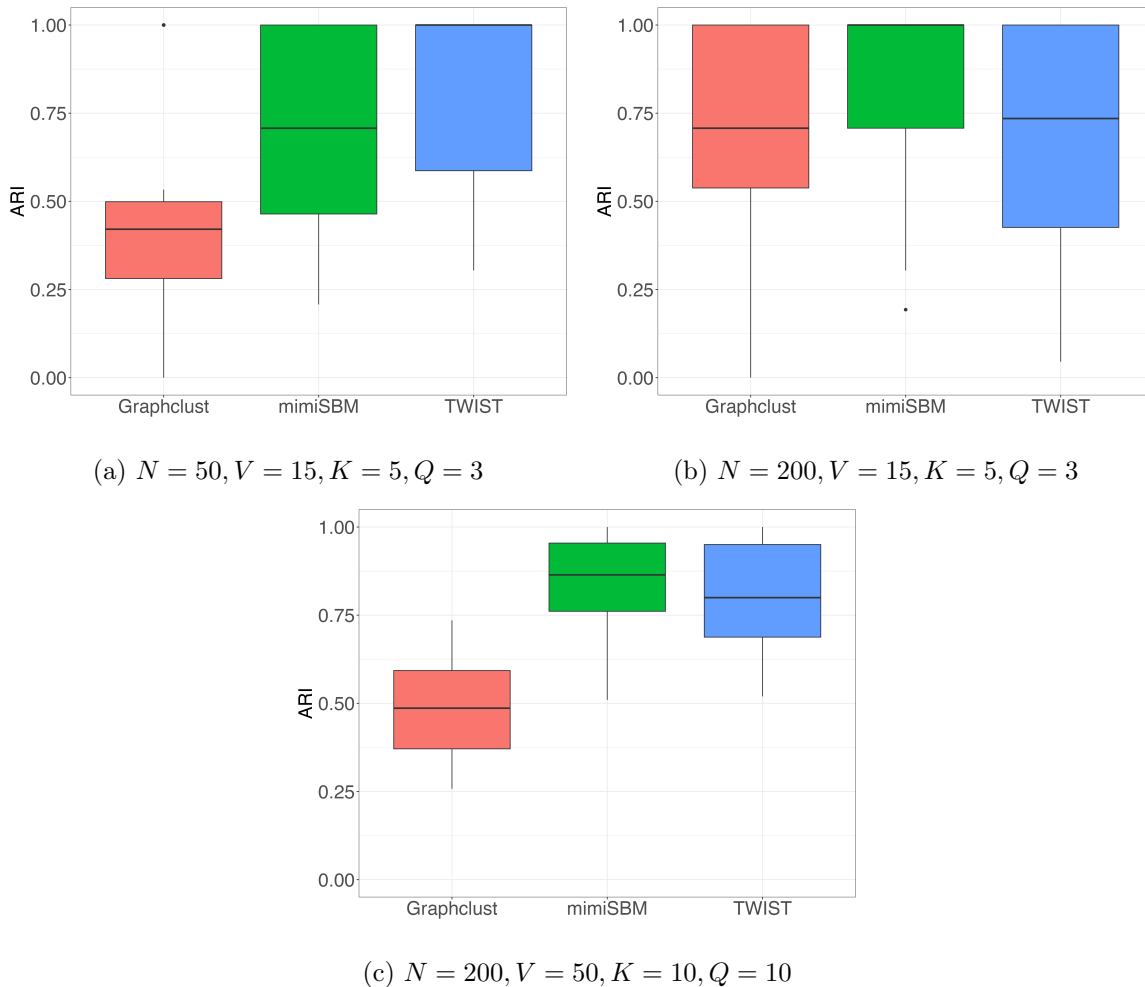 1.00
0.75
0.50
0.25
0.00
ARI
Graphclust mimiSBM TWIST
(a) N = 50, V = 15, K = 5, Q = 3
1.00
0.75
0.50
0.25
0.00
ARI
Graphclust mimiSBM TWIST
(b) N = 200, V = 15, K = 5, Q = 3
1.00
0.75
0.50
0.25
0.00
ARI
Graphclust mimiSBM TWIST
(c) N = 200, V = 50, K = 10, Q = 10